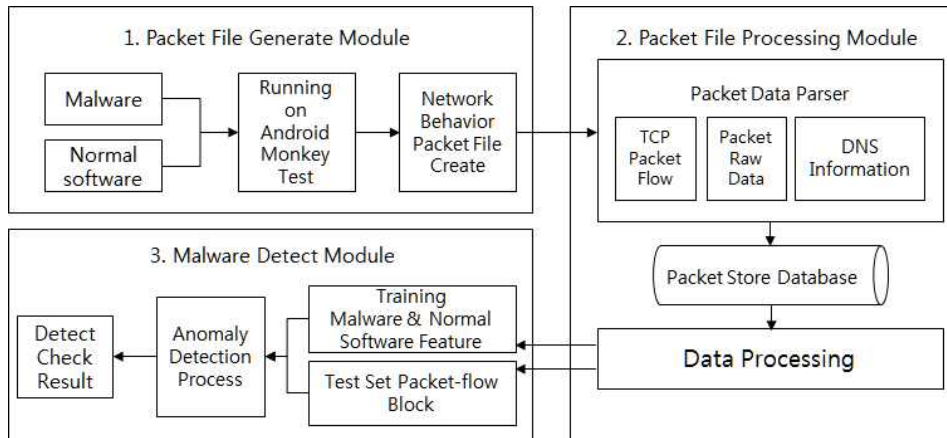 1. Packet File Generate Module
Malware
Normal
software
Running
on
Android
Monkey
Test
Network
Behavior
Packet File
Create
2. Packet File Processing Module
Packet Data Parser
TCP
Packet
Flow
Packet
Raw
Data
DNS
Information
Packet Store Database
Data Processing
3. Malware Detect Module
Training
Malware & Normal
Software Feature
Test Set Packet-flow
Block
Anomaly
Detection
Process
Detect
Check
Result